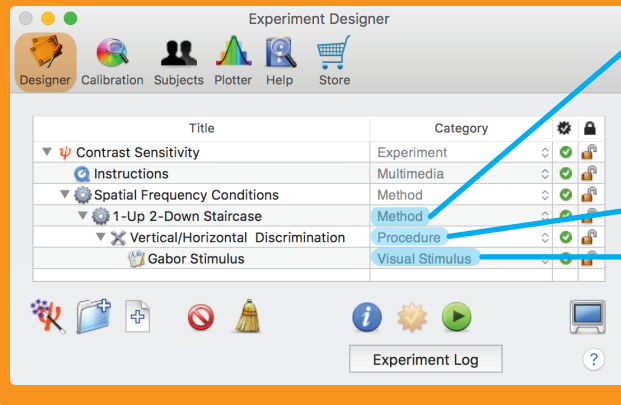 Experiment Designer
Designer Calibration Subjects Plotter Help Store
Title Category
ψ Contrast Sensitivity Experiment
Instructions Multimedia
Spatial Frequency Conditions Method
1-Up 2-Down Staircase Method
Vertical/Horizontal Discrimination Procedure
Gabor Stimulus Visual Stimulus
Experiment Log ?